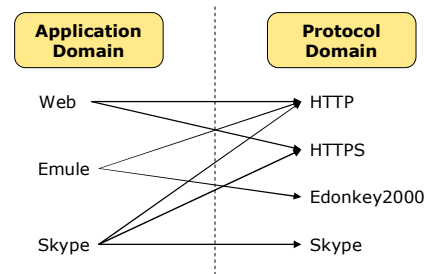 Application
Domain
Protocol
Domain
Web
HTTP
HTTPS
Emule
Edonkey2000
Skype
Skype